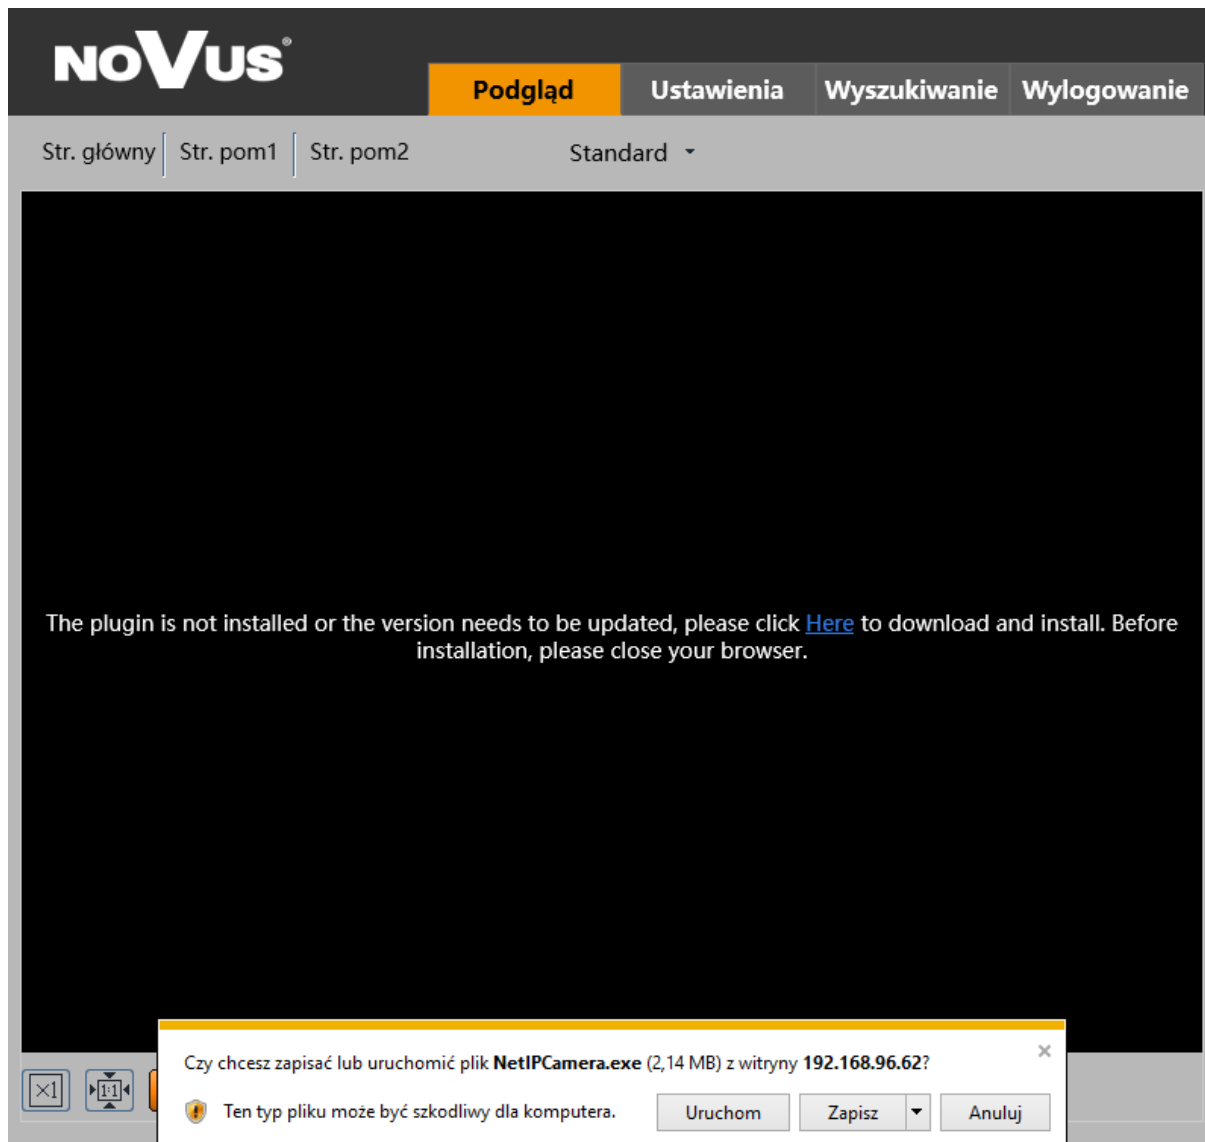 NOVUS®
Podgląd Ustawienia Wyszukiwanie Wylogowanie
Str. główny Str. pom1 Str. pom2 Standard
The plugin is not installed or the version needs to be updated, please click Here to download and install. Before
installation, please close your browser.
Czy chcesz zapisać lub uruchomić plik NetIPCamera.exe (2,14 MB) z witryny 192.168.96.62?
×1 1:1
Ten typ pliku może być szkodliwy dla komputera. Uruchom Zapisz Anuluj